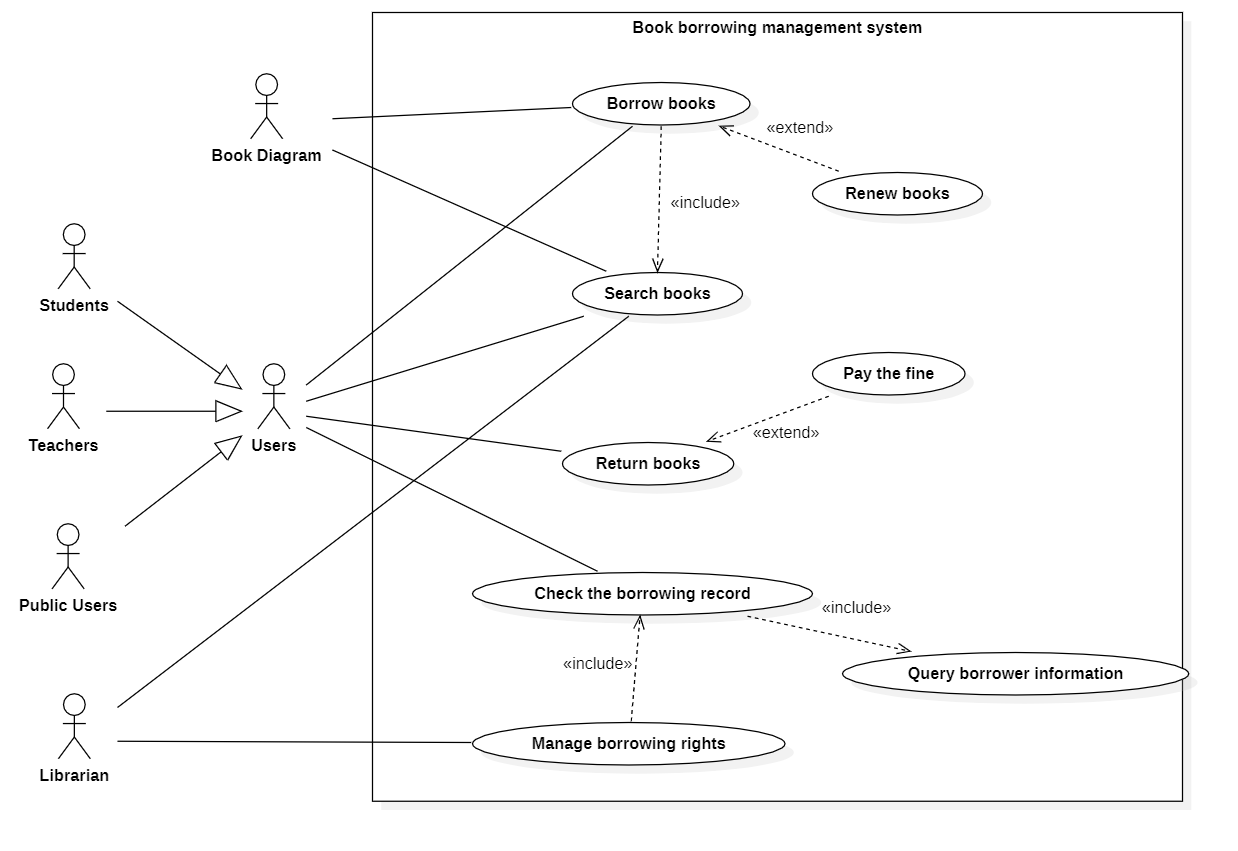 Book borrowing management system
Borrow books
«extend»
Book Diagram
Renew books
«include»
Students
Search books
Pay the fine
«extend»
Teachers
Users
Return books
Check the borrowing record
Public Users
«include»
«include»
Query borrower information
Manage borrowing rights
Librarian